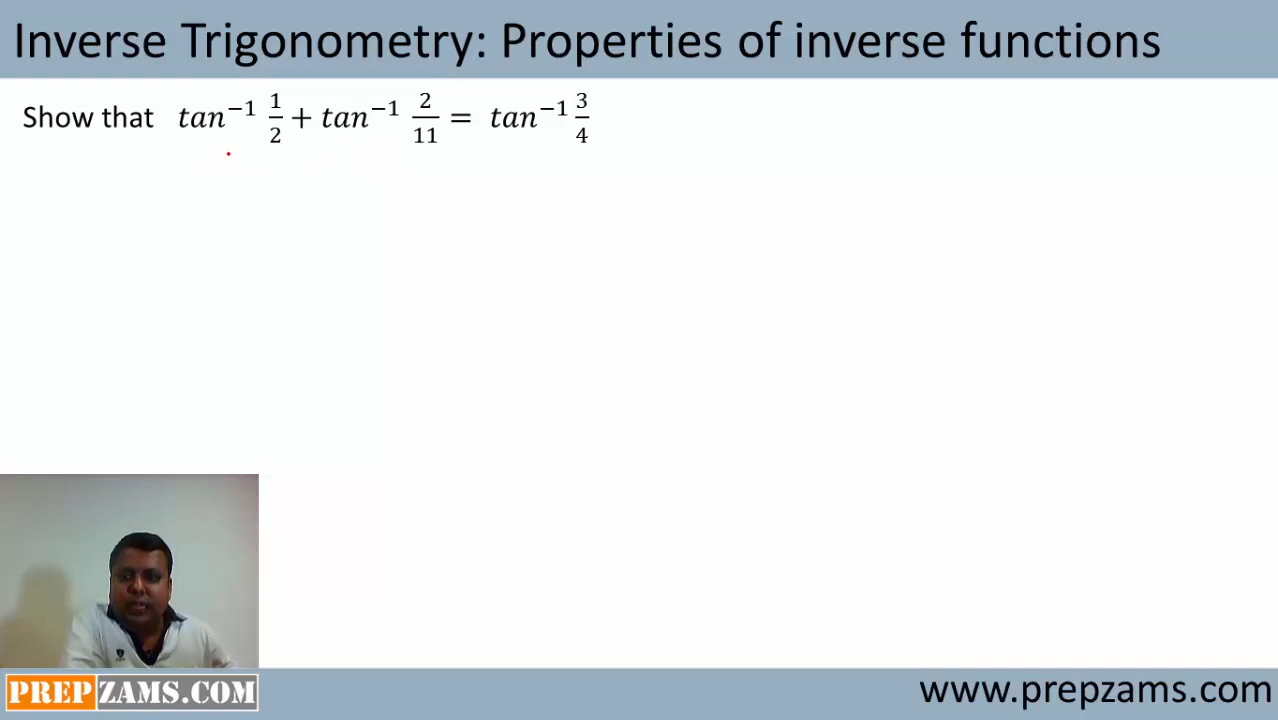 Inverse Trigonometry: Properties of inverse functions
Show that tan⁻¹ 1/2 + tan⁻¹ 2/11 = tan⁻¹ 3/4
PREPZAMS.COM
www.prepzams.com